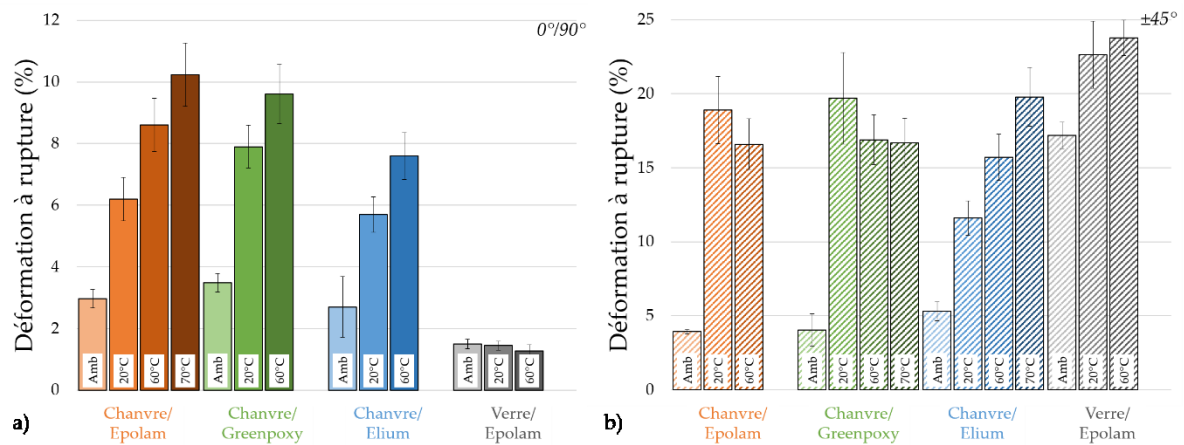 0°/90°
Déformation à rupture (%)
12
10
8
6
4
2
0
Amb
20°C
60°C
70°C
Amb
20°C
60°C
Amb
20°C
60°C
Amb
20°C
60°C
Chanvre/
Epolam
Chanvre/
Greenpoxy
Chanvre/
Elium
Verre/
Epolam
a)
±45°
Déformation à rupture (%)
25
20
15
10
5
0
Amb
20°C
60°C
Amb
20°C
60°C
70°C
Amb
20°C
60°C
70°C
Amb
20°C
60°C
Chanvre/
Epolam
Chanvre/
Greenpoxy
Chanvre/
Elium
Verre/
Epolam
b)